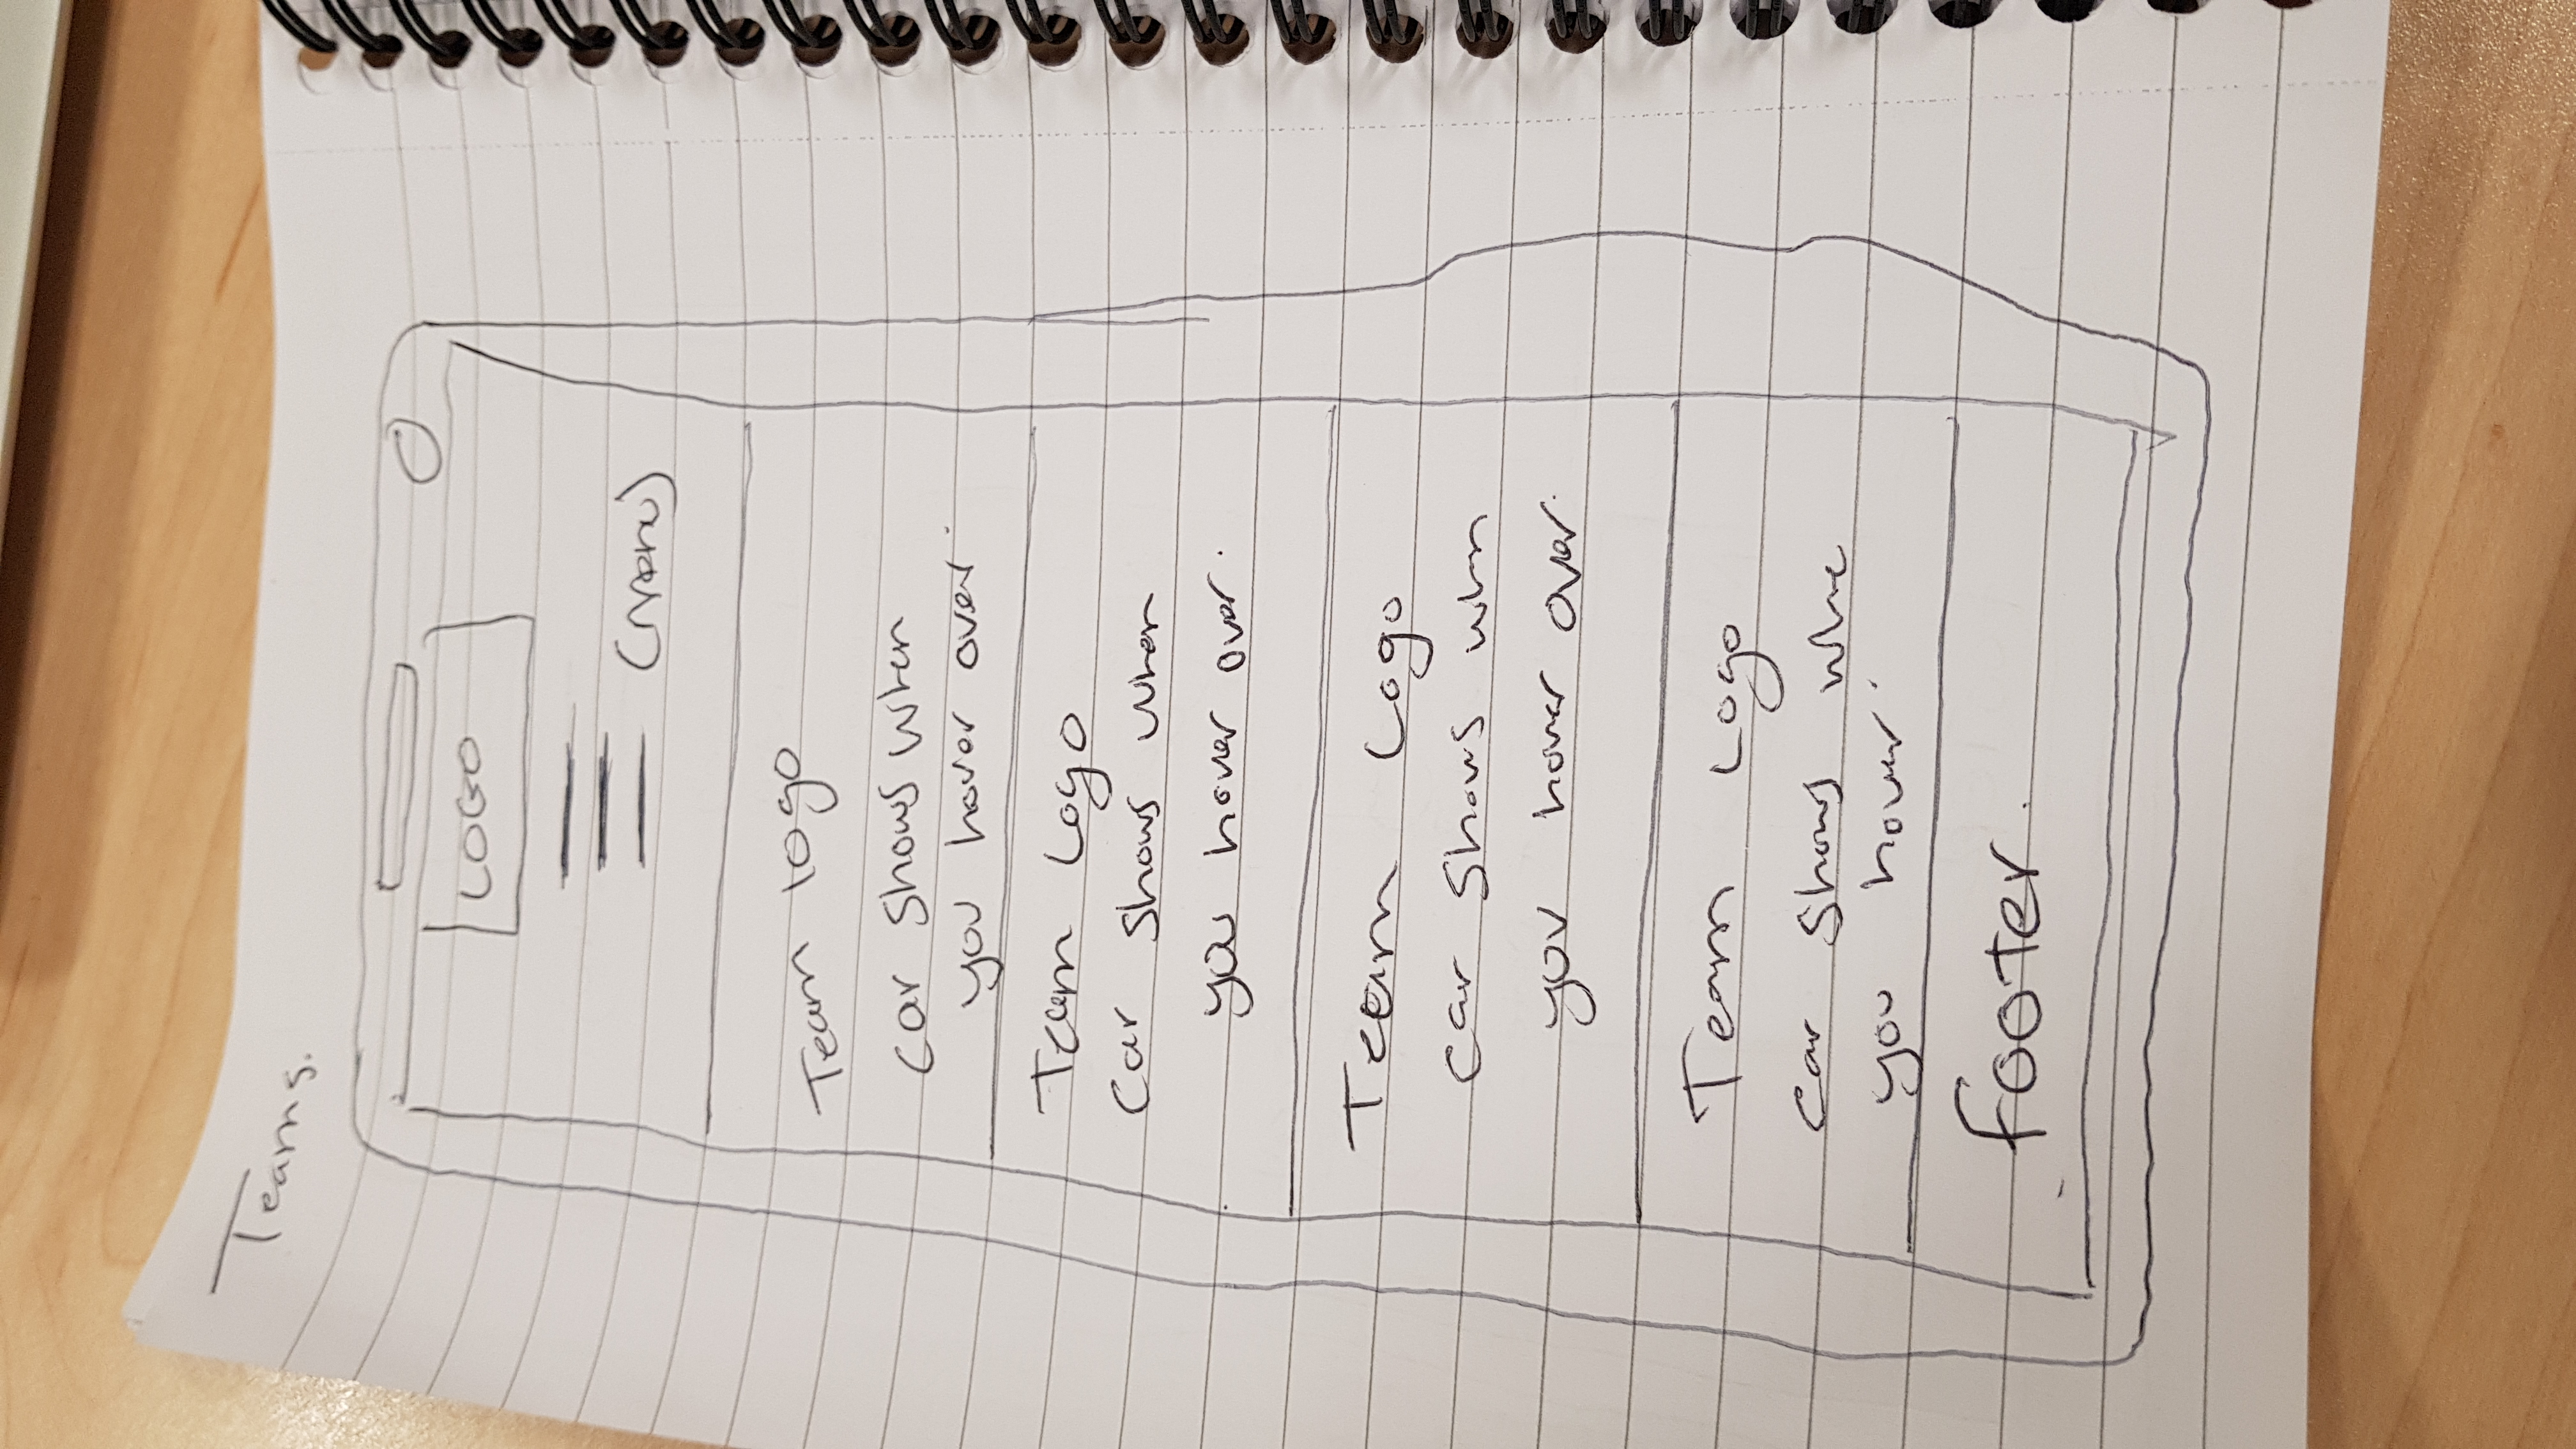 Teams.
LOGO
(Menu)
Team logo
car shows when
you hover over.
Team Logo
Car shows when
you hover over.
Team Logo
car shows when
you hover over.
Team Logo
car shows whe
you hover.
footer.